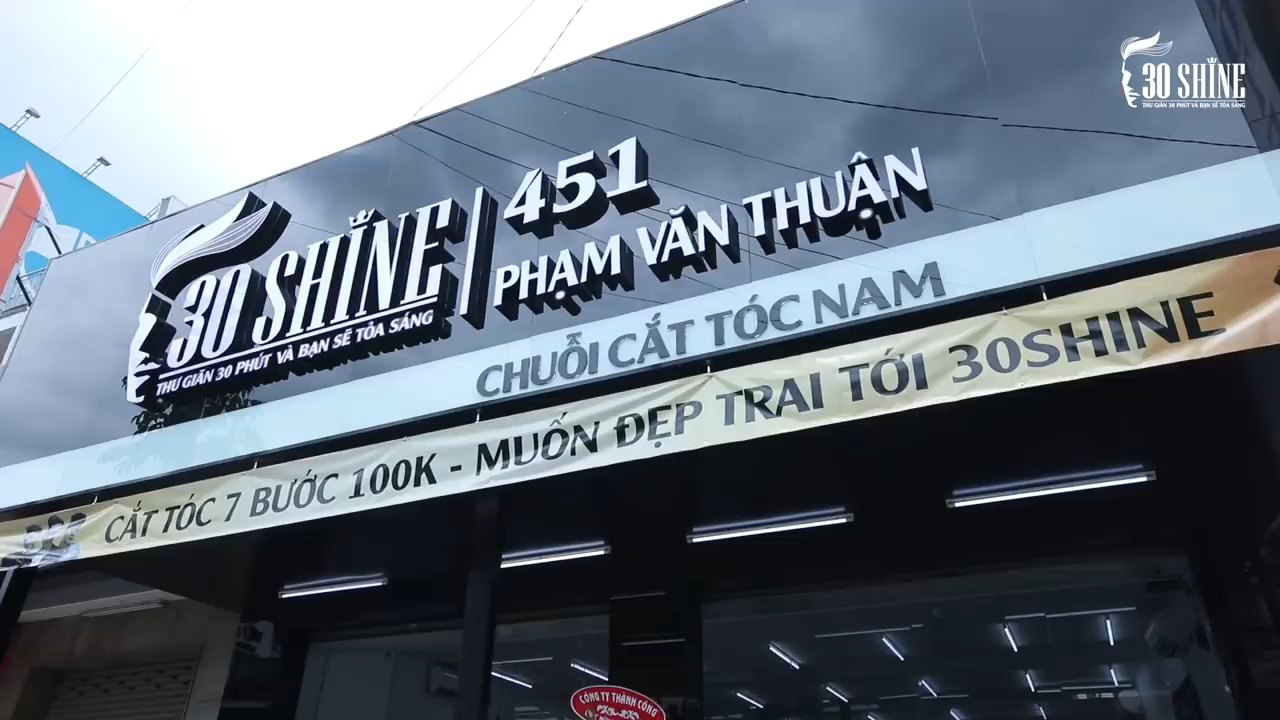 30 SHINE
THƯ GIÃN 30 PHÚT VÀ BẠN SẼ TỎA SÁNG
30 SHINE
THƯ GIÃN 30 PHÚT VÀ BẠN SẼ TỎA SÁNG
451
PHẠM VĂN THUẬN
CHUỖI CẮT TÓC NAM
CẮT TÓC 7 BƯỚC 100K - MUỐN ĐẸP TRAI TỚI 30SHINE
CÔNG TY THÀNH CÔNG